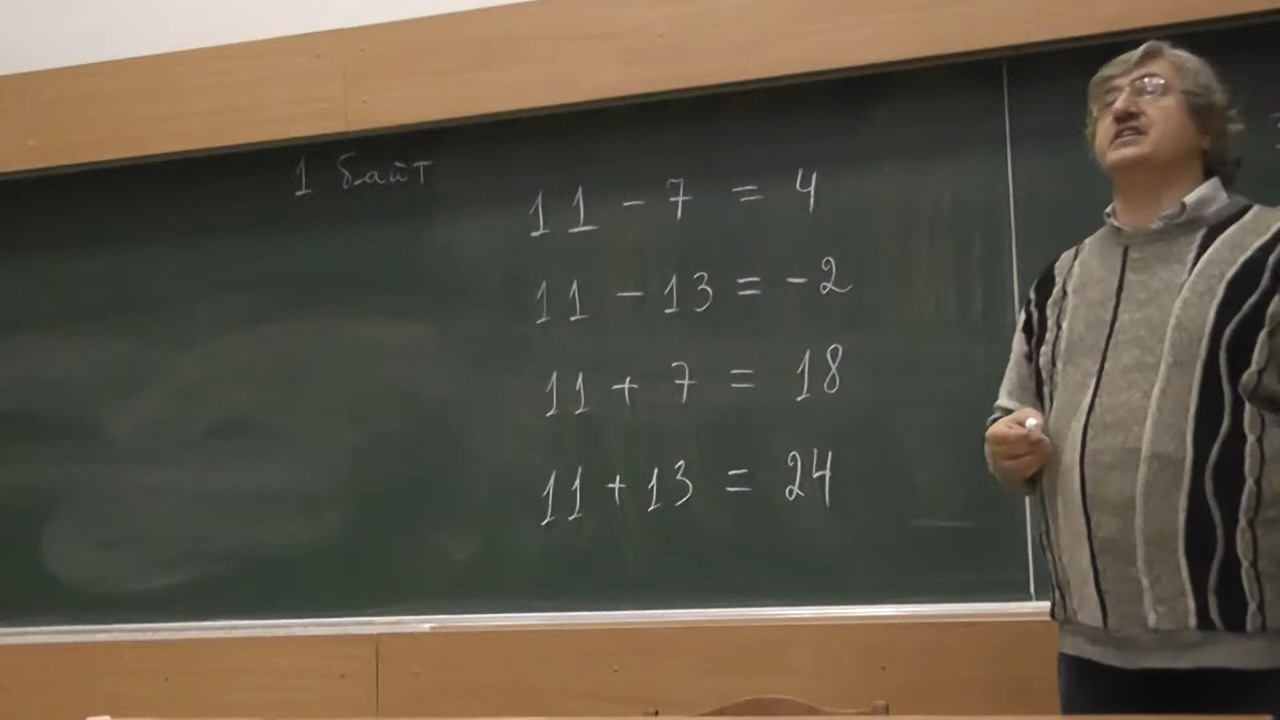 1 байт
11 - 7 = 4
11 - 13 = -2
11 + 7 = 18
11 + 13 = 24